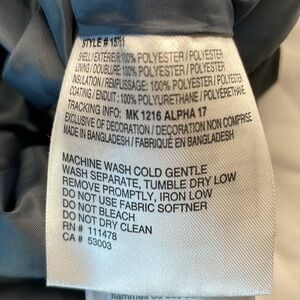 STYLE #
SHELL/EXTERIEUR: 100% POLYESTER / POLYESTER
LINING / DOUBLURE: 100% POLYESTER / POLYESTER
INSULATION / REMPLISSAGE: 100% POLYESTER / POLYESTER
COATING / ENDUIT : 100% POLYURETHANE / POLYURÉTHANE
TRACKING INFO: MK 1216 ALPHA 17
EXCLUSIVE OF DECORATION / DECORATION NON COMPRISE
MADE IN BANGLADESH / FABRIQUÉ EN BANGLADESH
MACHINE WASH COLD GENTLE
WASH SEPARATE, TUMBLE DRY LOW
REMOVE PROMPTLY, IRON LOW
DO NOT USE FABRIC SOFTNER
DO NOT BLEACH
DO NOT DRY CLEAN
RN # 111478
CA # 53003